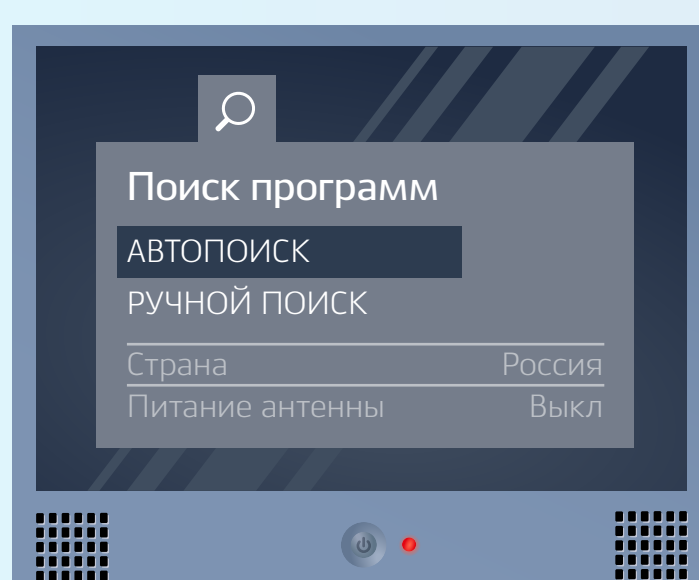 Поиск программ
АВТОПОИСК
РУЧНОЙ ПОИСК
Страна Россия
Питание антенны Выкл